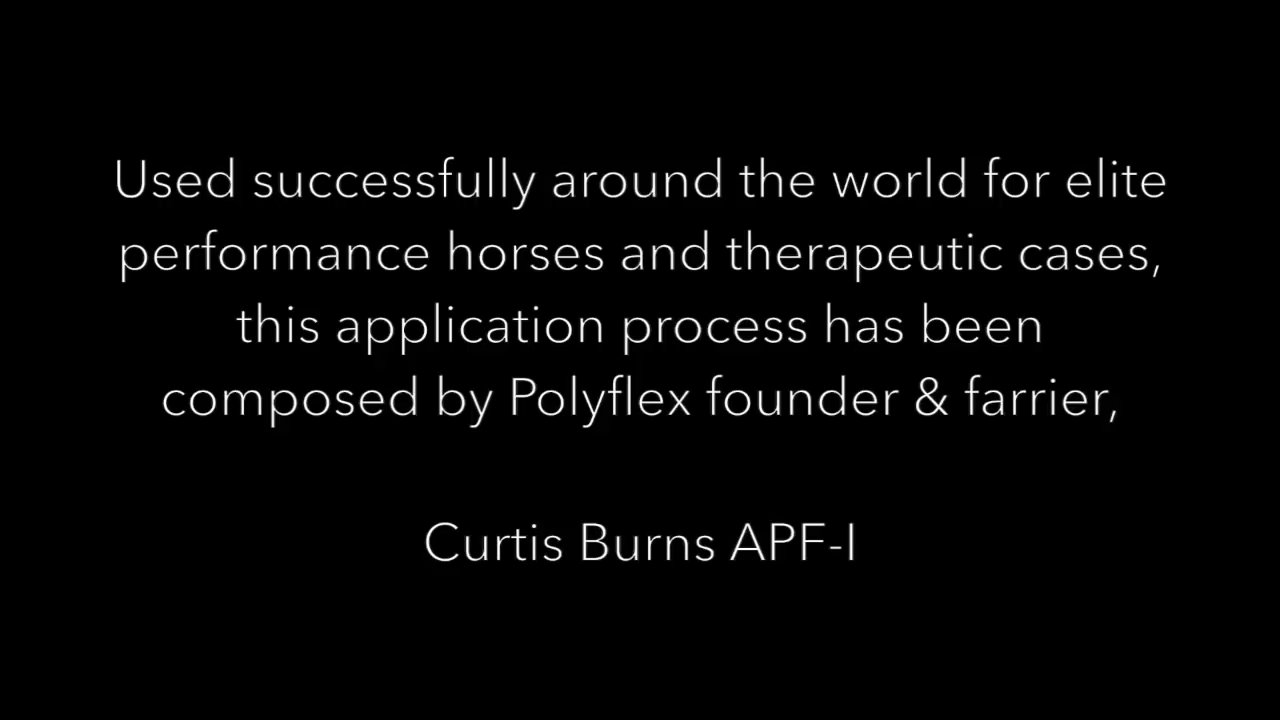 Used successfully around the world for elite
performance horses and therapeutic cases,
this application process has been
composed by Polyflex founder & farrier,
Curtis Burns APF-I